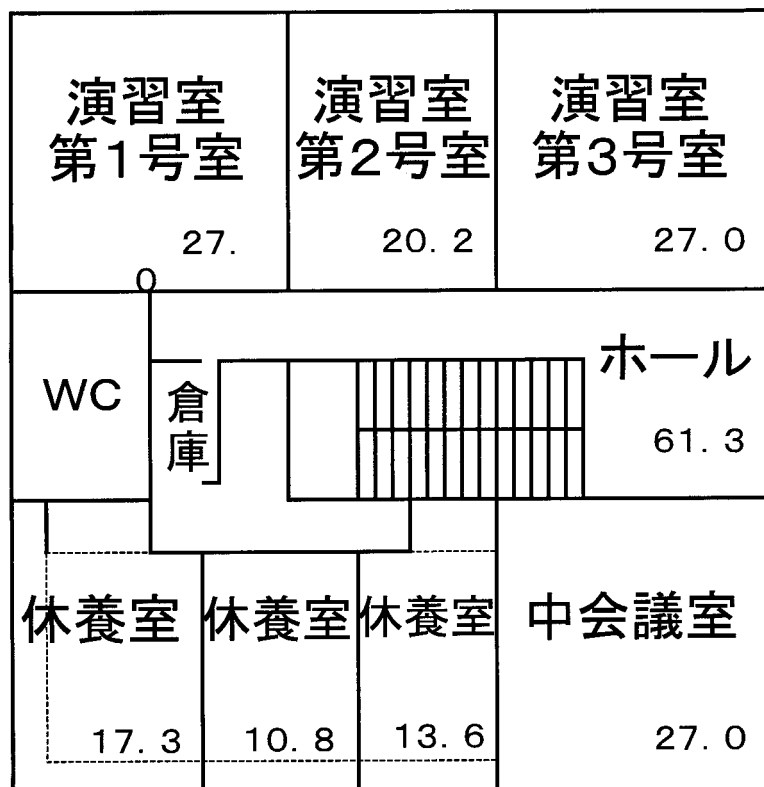 演習室
第1号室
27.
0
演習室
第2号室
20.2
演習室
第3号室
27.0
WC
倉庫
ホール
61.3
休養室
17.3
休養室
10.8
休養室
13.6
中会議室
27.0